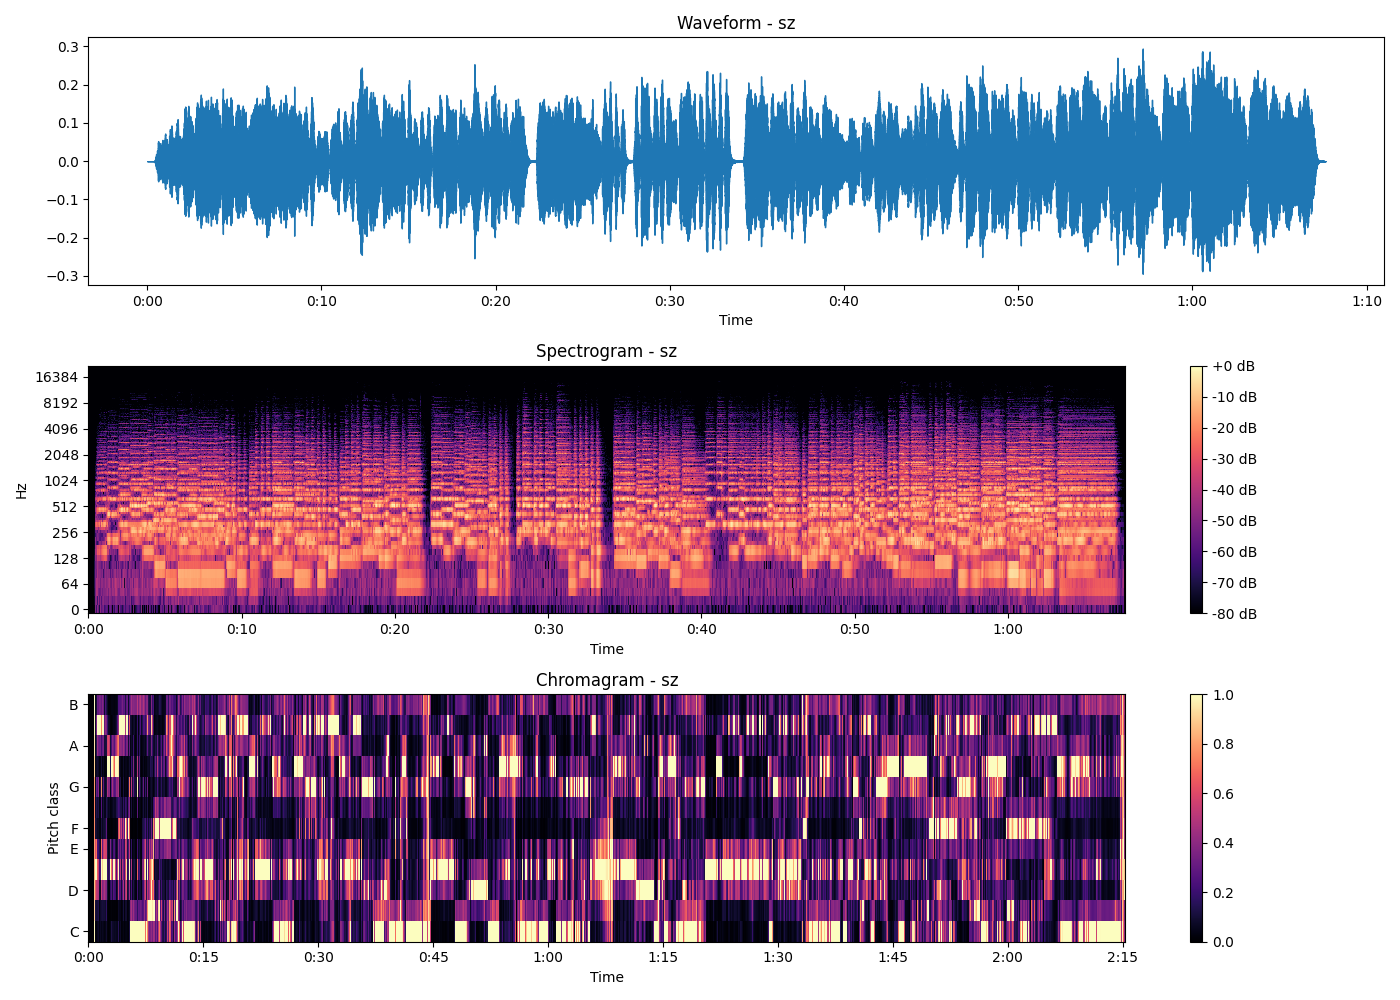 Waveform - sz
0.3
0.2
0.1
0.0
−0.1
−0.2
−0.3
0:00 0:10 0:20 0:30 0:40 0:50 1:00 1:10
Time
Spectrogram - sz
Hz
16384
8192
4096
2048
1024
512
256
128
64
0
0:00 0:10 0:20 0:30 0:40 0:50 1:00
Time
+0 dB
-10 dB
-20 dB
-30 dB
-40 dB
-50 dB
-60 dB
-70 dB
-80 dB
Chromagram - sz
Pitch class
B
A
G
F
E
D
C
0:00 0:15 0:30 0:45 1:00 1:15 1:30 1:45 2:00 2:15
Time
1.0
0.8
0.6
0.4
0.2
0.0